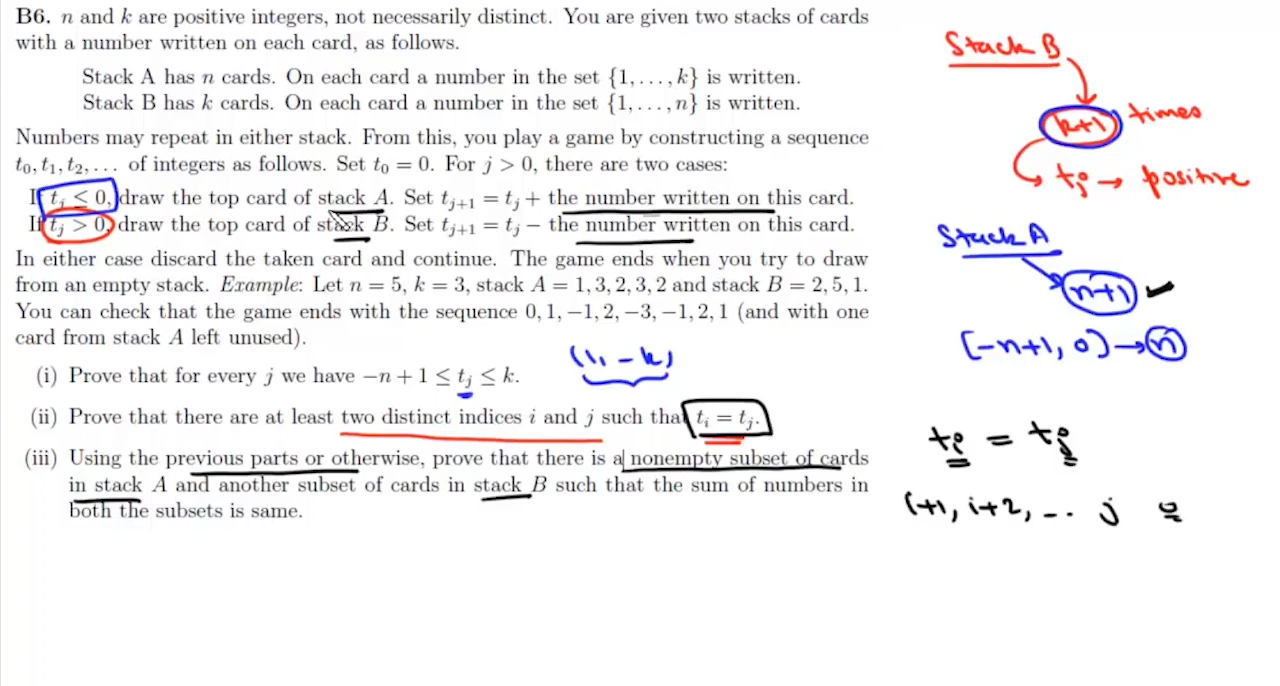 B6. n and k are positive integers, not necessarily distinct. You are given two stacks of cards
with a number written on each card, as follows.
Stack A has n cards. On each card a number in the set {1, . . . , k} is written.
Stack B has k cards. On each card a number in the set {1, . . . , n} is written.
Numbers may repeat in either stack. From this, you play a game by constructing a sequence
t₀, t₁, t₂, . . . of integers as follows. Set t₀ = 0. For j > 0, there are two cases:
If tⱼ ≤ 0, draw the top card of stack A. Set tⱼ₊₁ = tⱼ + the number written on this card.
If tⱼ > 0, draw the top card of stack B. Set tⱼ₊₁ = tⱼ − the number written on this card.
In either case discard the taken card and continue. The game ends when you try to draw
from an empty stack. Example: Let n = 5, k = 3, stack A = 1, 3, 2, 3, 2 and stack B = 2, 5, 1.
You can check that the game ends with the sequence 0, 1, −1, 2, −3, −1, 2, 1 (and with one
card from stack A left unused).
(1, - k)
(i) Prove that for every j we have −n + 1 ≤ tⱼ ≤ k.
(ii) Prove that there are at least two distinct indices i and j such that tᵢ = tⱼ.
(iii) Using the previous parts or otherwise, prove that there is a nonempty subset of cards
in stack A and another subset of cards in stack B such that the sum of numbers in
both the subsets is same.
Stack B
k+1 times
tⱼ → positive
Stack A
n+1
[-n+1, 0] → n
tᵢ = tⱼ
i+1, i+2, -.. j